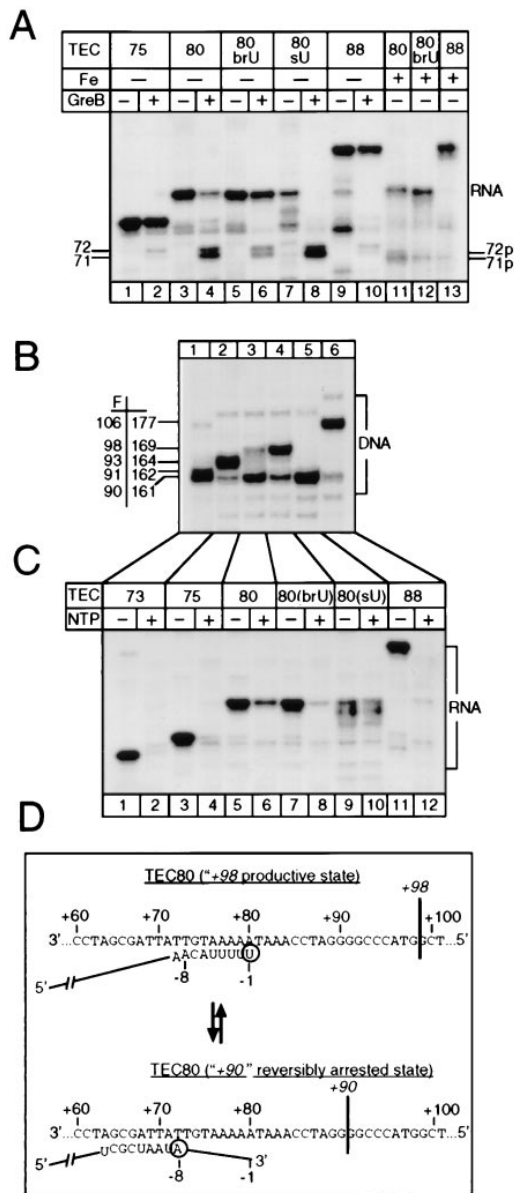 A
TEC 75 80 80 brU 80 sU 88 80 80 brU 88
Fe — — — — — + + +
GreB − + − + − + − + − + − − −
RNA
72 72p
71 71p
1 2 3 4 5 6 7 8 9 10 11 12 13
B
1 2 3 4 5 6
F
106 177
98 169
93 164
91 162
90 161
DNA
C
TEC 73 75 80 80(brU) 80(sU) 88
NTP − + − + − + − + − + − +
RNA
1 2 3 4 5 6 7 8 9 10 11 12
D
TEC80 ("+98 productive state)
+98
+60 +70 +80 +90 +100
3' ...CCTAGCGATTATTGTAAAAATAAACCTAGGGGCCCATGGCT... 5'
AACAUUUUU
5' -8 -1
TEC80 ("+90" reversibly arrested state)
+90
+60 +72 +80 +100
3' ...CCTAGCGATTATTGTAAAAATAAACCTAGGGGCCCATGGCT... 5'
5' UCGCUAAUA 3'
-8 -1